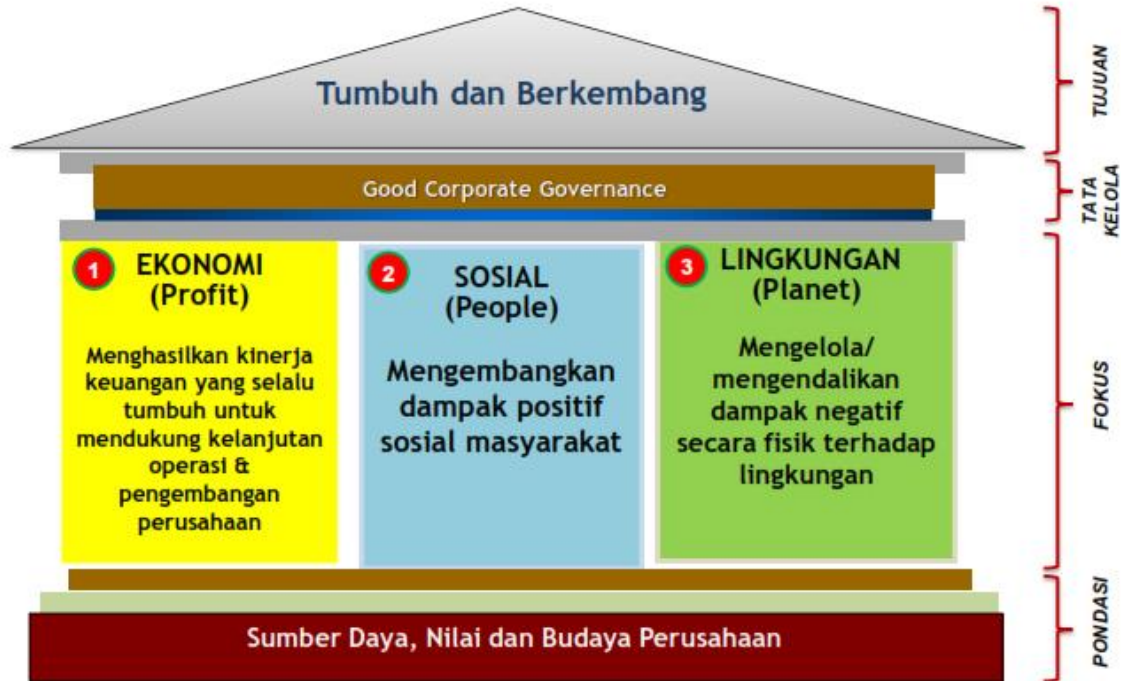 Tumbuh dan Berkembang
TUJUAN
Good Corporate Governance
TATA
KELOLA
1
EKONOMI
(Profit)
Menghasilkan kinerja
keuangan yang selalu
tumbuh untuk
mendukung kelanjutan
operasi &
pengembangan
perusahaan
2
SOSIAL
(People)
Mengembangkan
dampak positif
sosial masyarakat
3
LINGKUNGAN
(Planet)
Mengelola/
mengendalikan
dampak negatif
secara fisik terhadap
lingkungan
FOKUS
Sumber Daya, Nilai dan Budaya Perusahaan
PONDASI